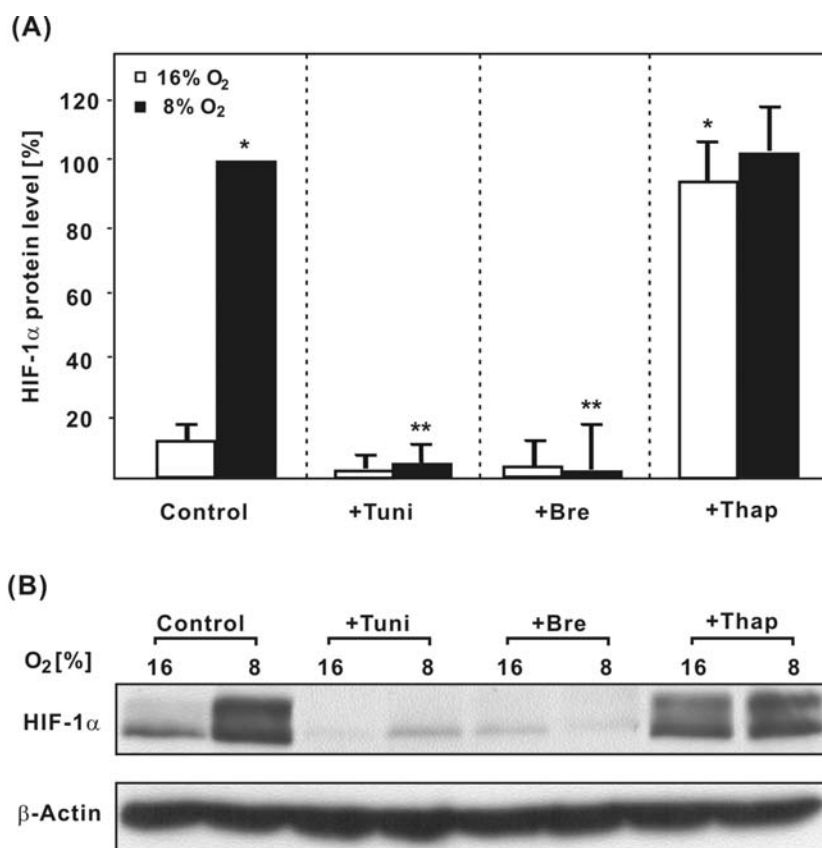 (A)
HIF-1α protein level [%]
120
100
80
60
40
20
16% O₂
8% O₂
*
**
**
*
Control
+Tuni
+Bre
+Thap
(B)
Control +Tuni +Bre +Thap
O₂[%] 16 8 16 8 16 8 16 8
HIF-1α
β-Actin